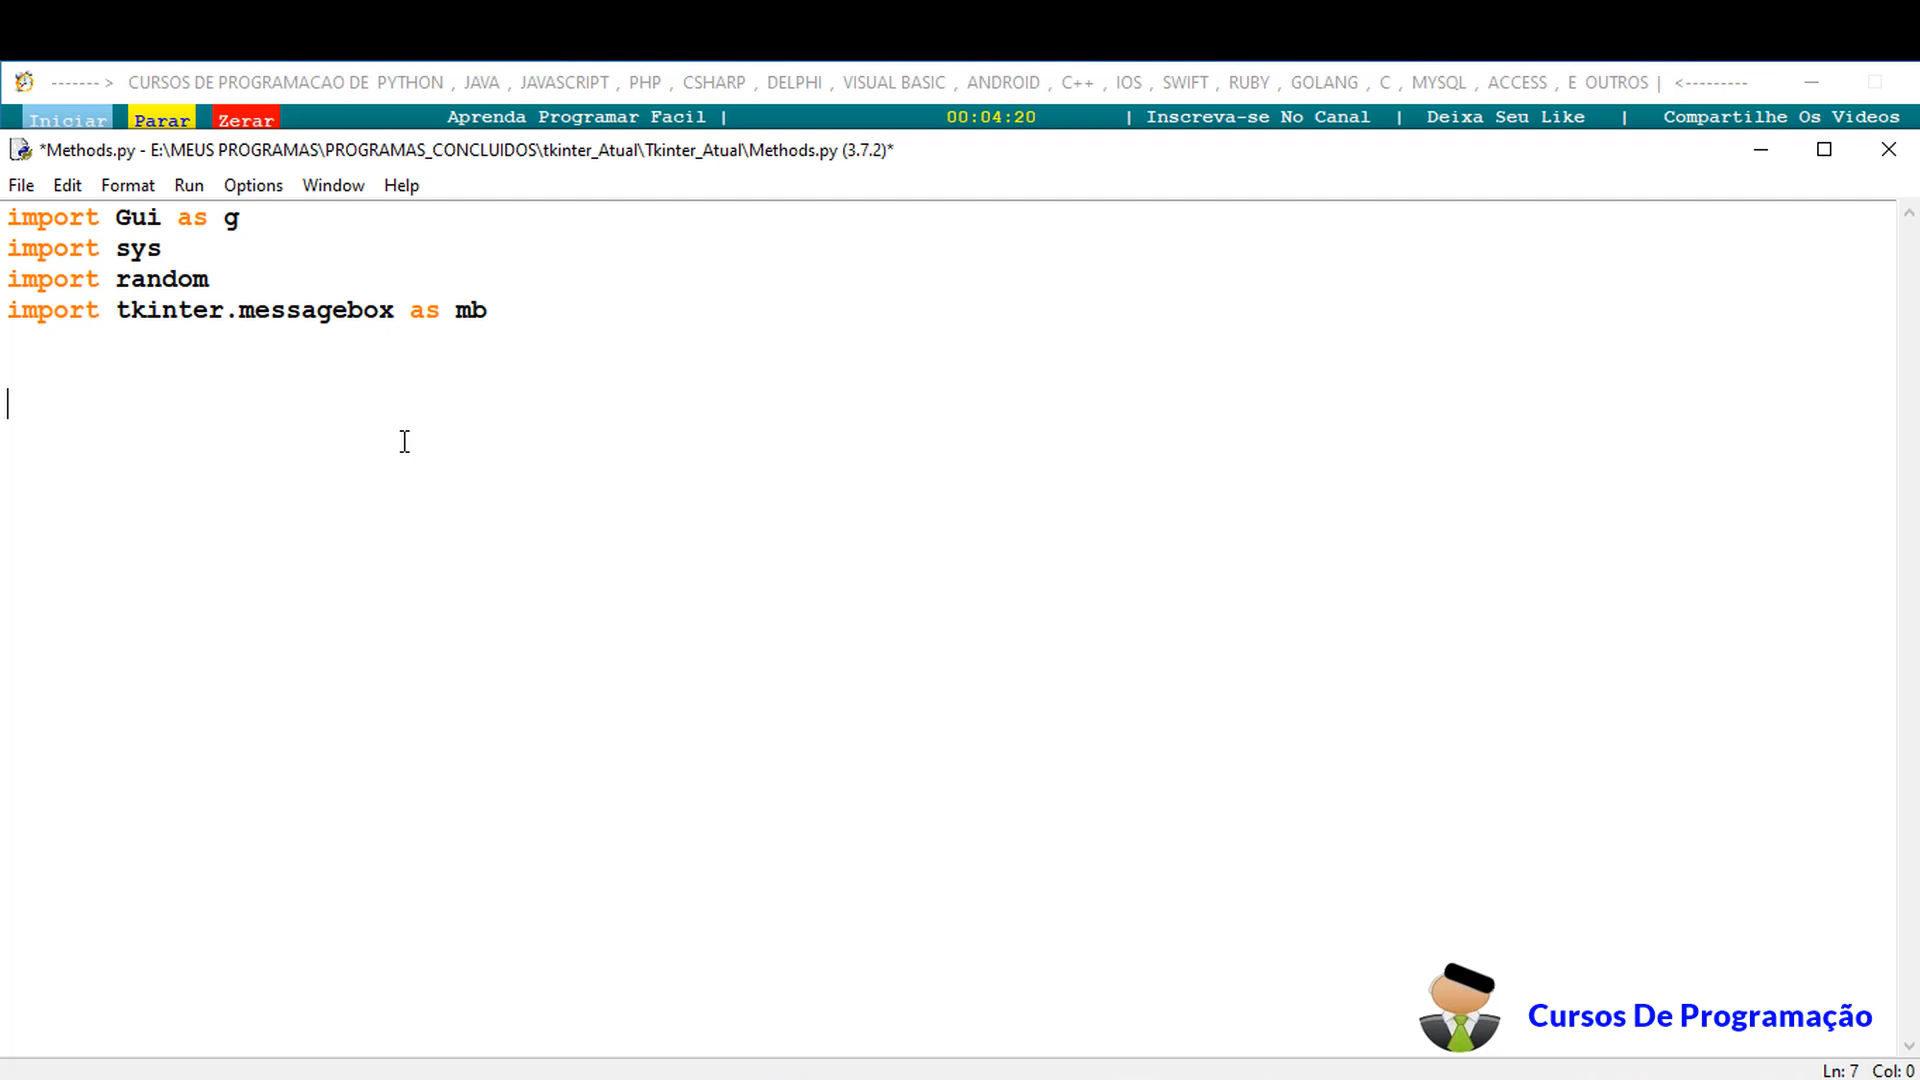 ------- > CURSOS DE PROGRAMACAO DE PYTHON , JAVA , JAVASCRIPT , PHP , CSHARP , DELPHI , VISUAL BASIC , ANDROID , C++ , IOS , SWIFT , RUBY , GOLANG , C , MYSQL , ACCESS , E OUTROS | <---------
Iniciar Parar Zerar Aprenda Programar Facil | 00:04:20 | Inscreva-se No Canal | Deixa Seu Like | Compartilhe Os Videos
*Methods.py - E:\MEUS PROGRAMAS\PROGRAMAS_CONCLUIDOS\tkinter_Atual\Tkinter_Atual\Methods.py (3.7.2)*
File Edit Format Run Options Window Help
import Gui as g
import sys
import random
import tkinter.messagebox as mb
Cursos De Programação
Ln: 7 Col: 0